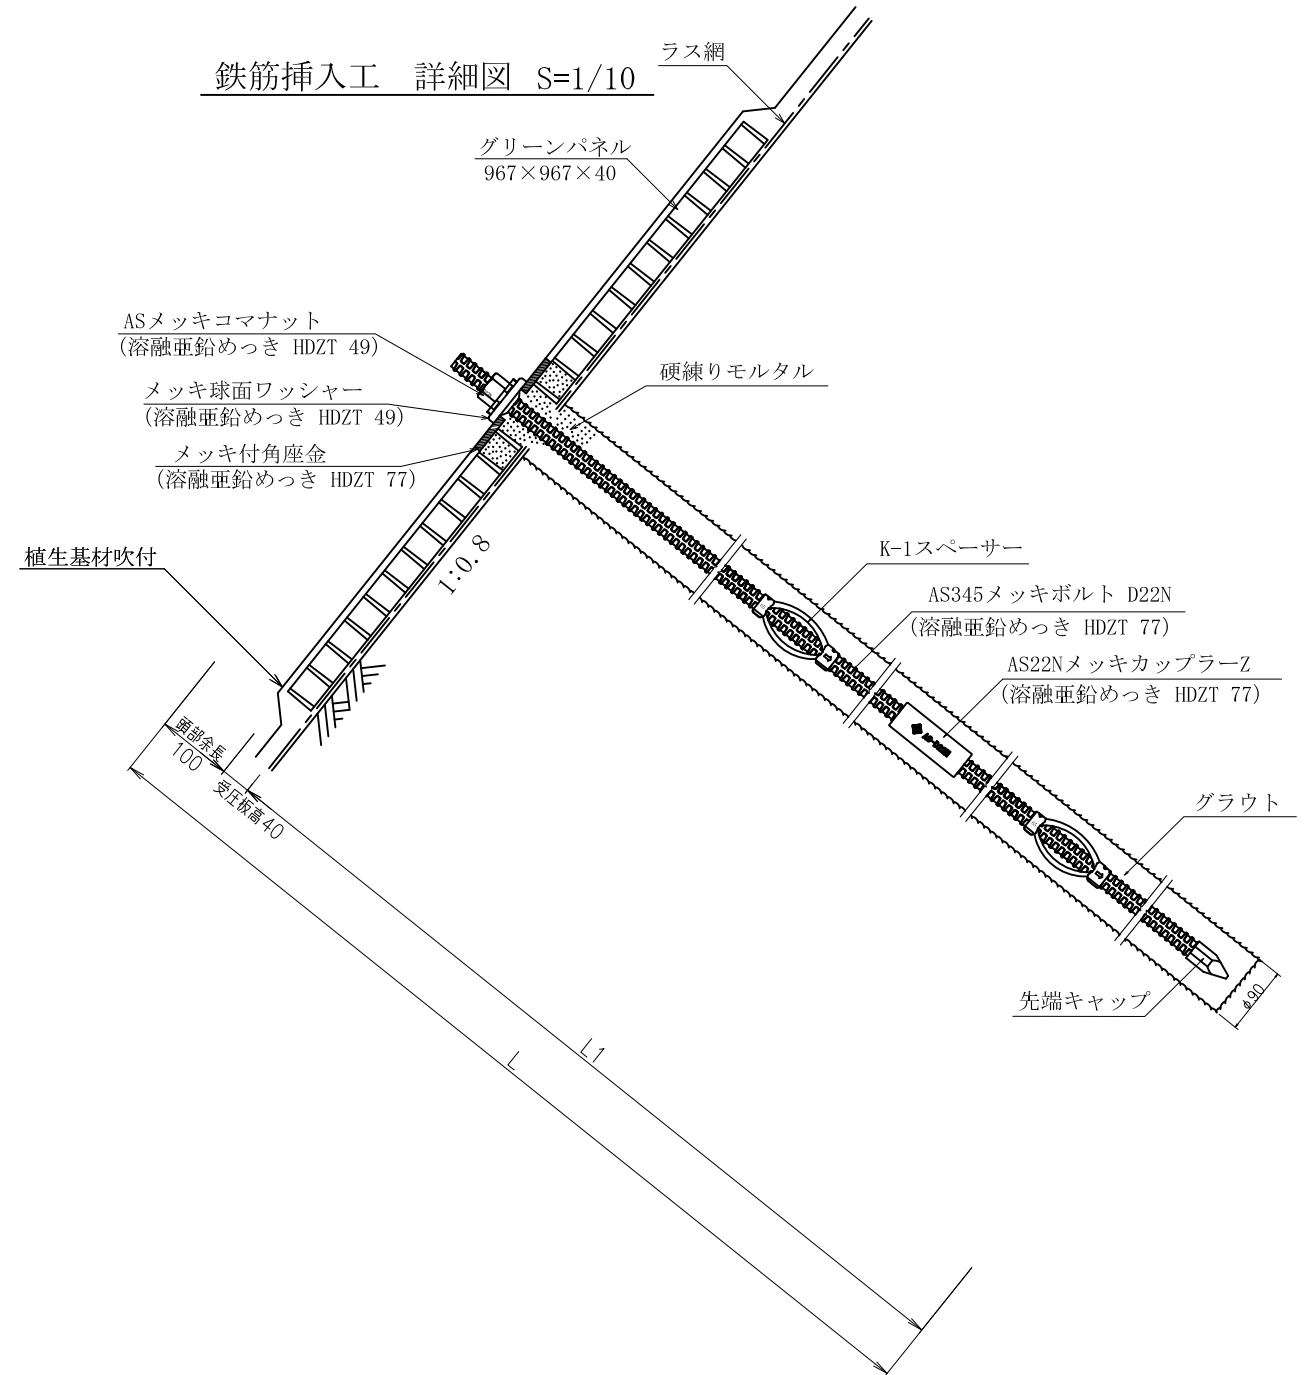 鉄筋挿入工　詳細図　S=1/10
ラス網
グリーンパネル
967×967×40
ASメッキコマナット
(溶融亜鉛めっき HDZT 49)
メッキ球面ワッシャー
(溶融亜鉛めっき HDZT 49)
メッキ付角座金
(溶融亜鉛めっき HDZT 77)
硬練りモルタル
植生基材吹付
1:0.8
K-1スペーサー
AS345メッキボルト D22N
(溶融亜鉛めっき HDZT 77)
AS22NメッキカップラーZ
(溶融亜鉛めっき HDZT 77)
頭部余長
100
受圧板高40
グラウト
先端キャップ
φ90
L1
L